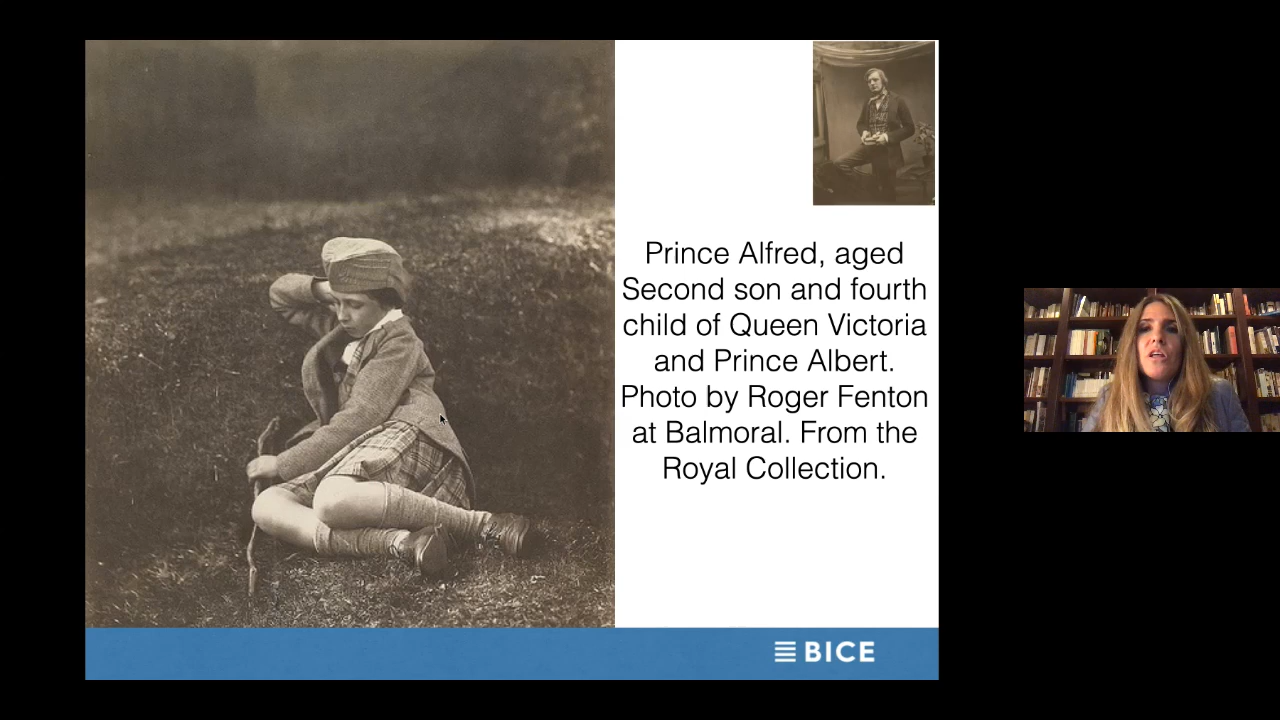 Prince Alfred, aged
Second son and fourth
child of Queen Victoria
and Prince Albert.
Photo by Roger Fenton
at Balmoral. From the
Royal Collection.
BICE